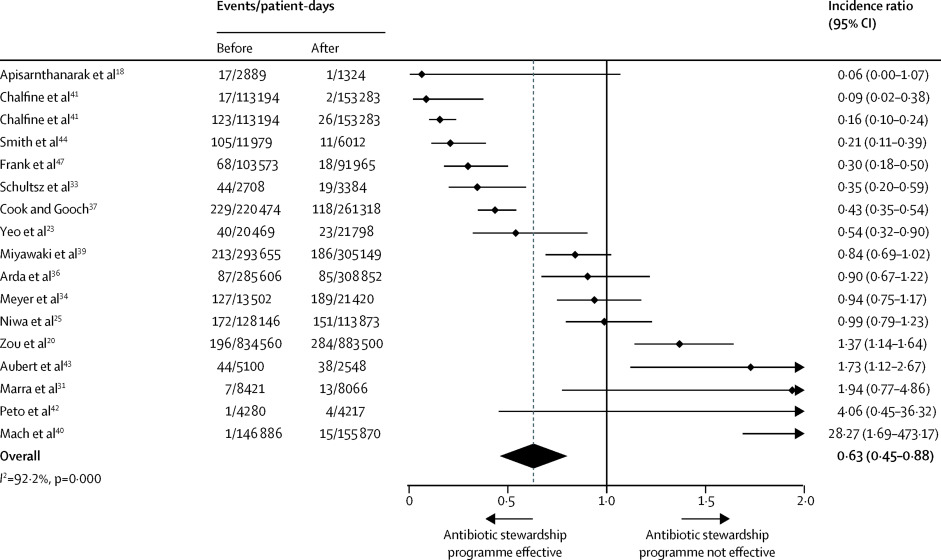 Events/patient-days Incidence ratio
(95% CI)
Before After
Apisarnthanarak et al¹⁸ 17/2889 1/1324 0·06 (0·00–1·07)
Chalfine et al⁴¹ 17/113 194 2/153 283 0·09 (0·02–0·38)
Chalfine et al⁴¹ 123/113 194 26/153 283 0·16 (0·10–0·24)
Smith et al⁴⁴ 105/11 979 11/6012 0·21 (0·11–0·39)
Frank et al⁴⁷ 68/103 573 18/91 965 0·30 (0·18–0·50)
Schultsz et al³³ 44/2708 19/3384 0·35 (0·20–0·59)
Cook and Gooch³⁷ 229/220 474 118/261 318 0·43 (0·35–0·54)
Yeo et al²³ 40/20 469 23/21 798 0·54 (0·32–0·90)
Miyawaki et al³⁹ 213/293 655 186/305 149 0·84 (0·69–1·02)
Arda et al³⁶ 87/285 606 85/308 852 0·90 (0·67–1·22)
Meyer et al³⁴ 127/13 502 189/21 420 0·94 (0·75–1·17)
Niwa et al²⁵ 172/128 146 151/113 873 0·99 (0·79–1·23)
Zou et al²⁰ 196/834 560 284/883 500 1·37 (1·14–1·64)
Aubert et al⁴³ 44/5100 38/2548 1·73 (1·12–2·67)
Marra et al³¹ 7/8421 13/8066 1·94 (0·77–4·86)
Peto et al⁴² 1/4280 4/4217 4·06 (0·45–36·32)
Mach et al⁴⁰ 1/146 886 15/155 870 28·27 (1·69–473·17)
Overall 0·63 (0·45–0·88)
I²=92·2%, p=0·000
0 0·5 1·0 1·5 2·0
Antibiotic stewardship Antibiotic stewardship
programme effective programme not effective